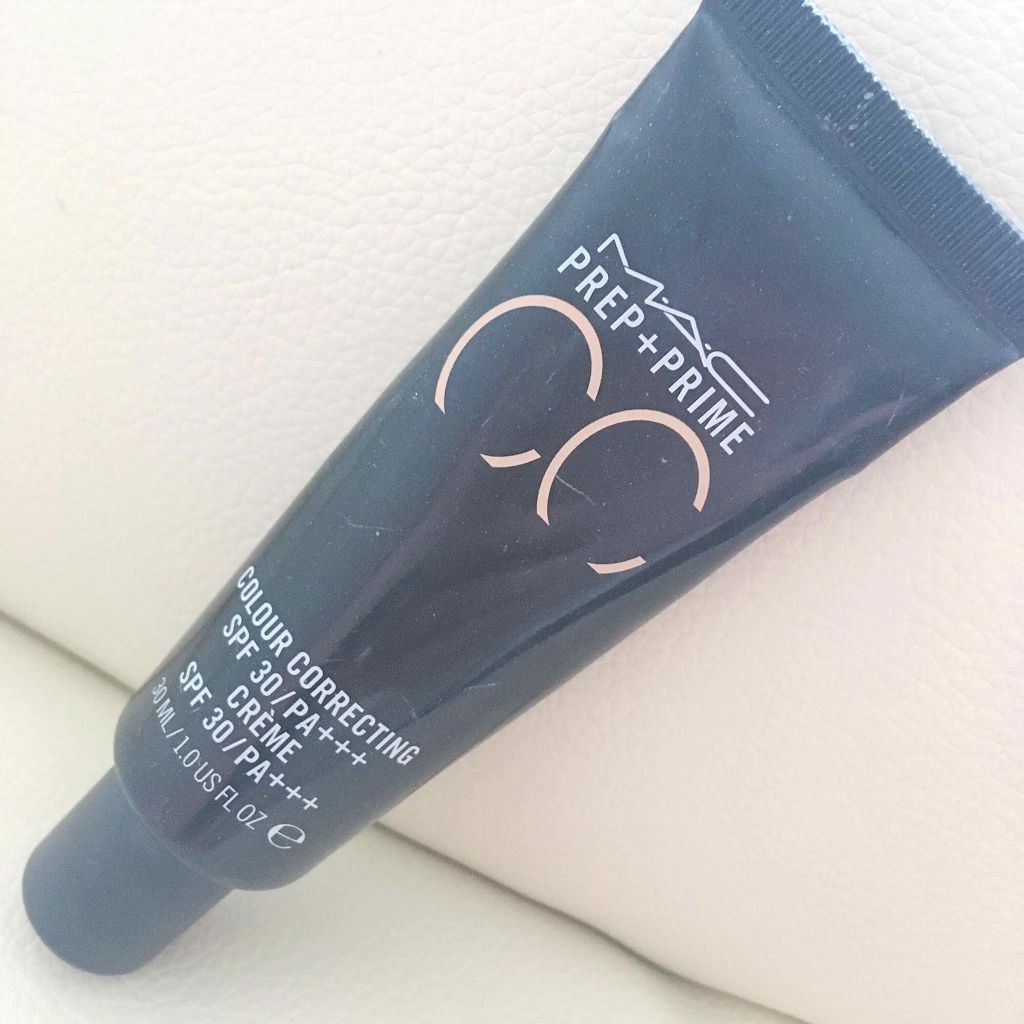 M·A·C
PREP+PRIME
CC
COLOUR CORRECTING
SPF 30/PA+++
CRÈME
SPF 30/PA+++
30 ML/1.0 US FL OZ e